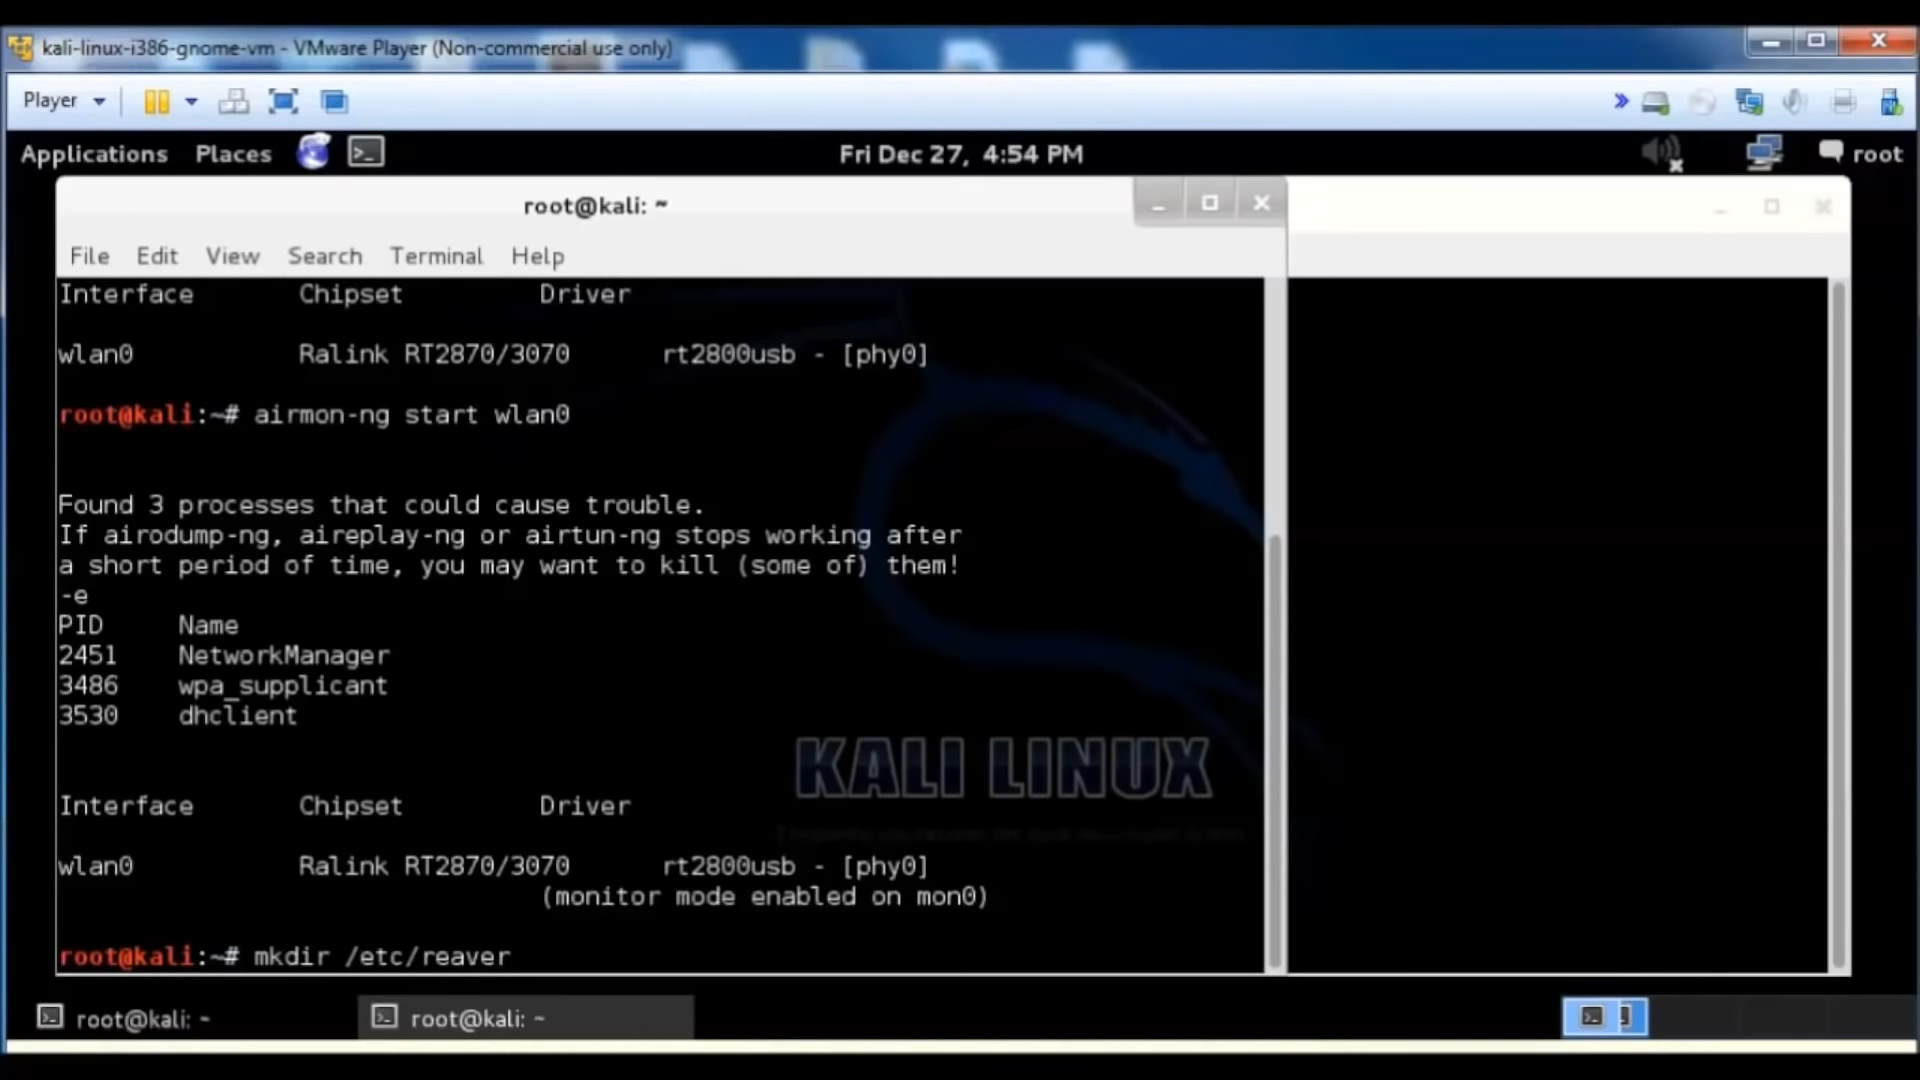 kali-linux-i386-gnome-vm - VMware Player (Non-commercial use only)
Player
Applications Places Fri Dec 27, 4:54 PM root
root@kali: ~
File Edit View Search Terminal Help
Interface Chipset Driver
wlan0 Ralink RT2870/3070 rt2800usb - [phy0]
root@kali:~# airmon-ng start wlan0
Found 3 processes that could cause trouble.
If airodump-ng, aireplay-ng or airtun-ng stops working after
a short period of time, you may want to kill (some of) them!
-e
PID Name
2451 NetworkManager
3486 wpa_supplicant
3530 dhclient
KALI LINUX
Interface Chipset Driver
wlan0 Ralink RT2870/3070 rt2800usb - [phy0]
(monitor mode enabled on mon0)
root@kali:~# mkdir /etc/reaver
root@kali: ~ root@kali: ~